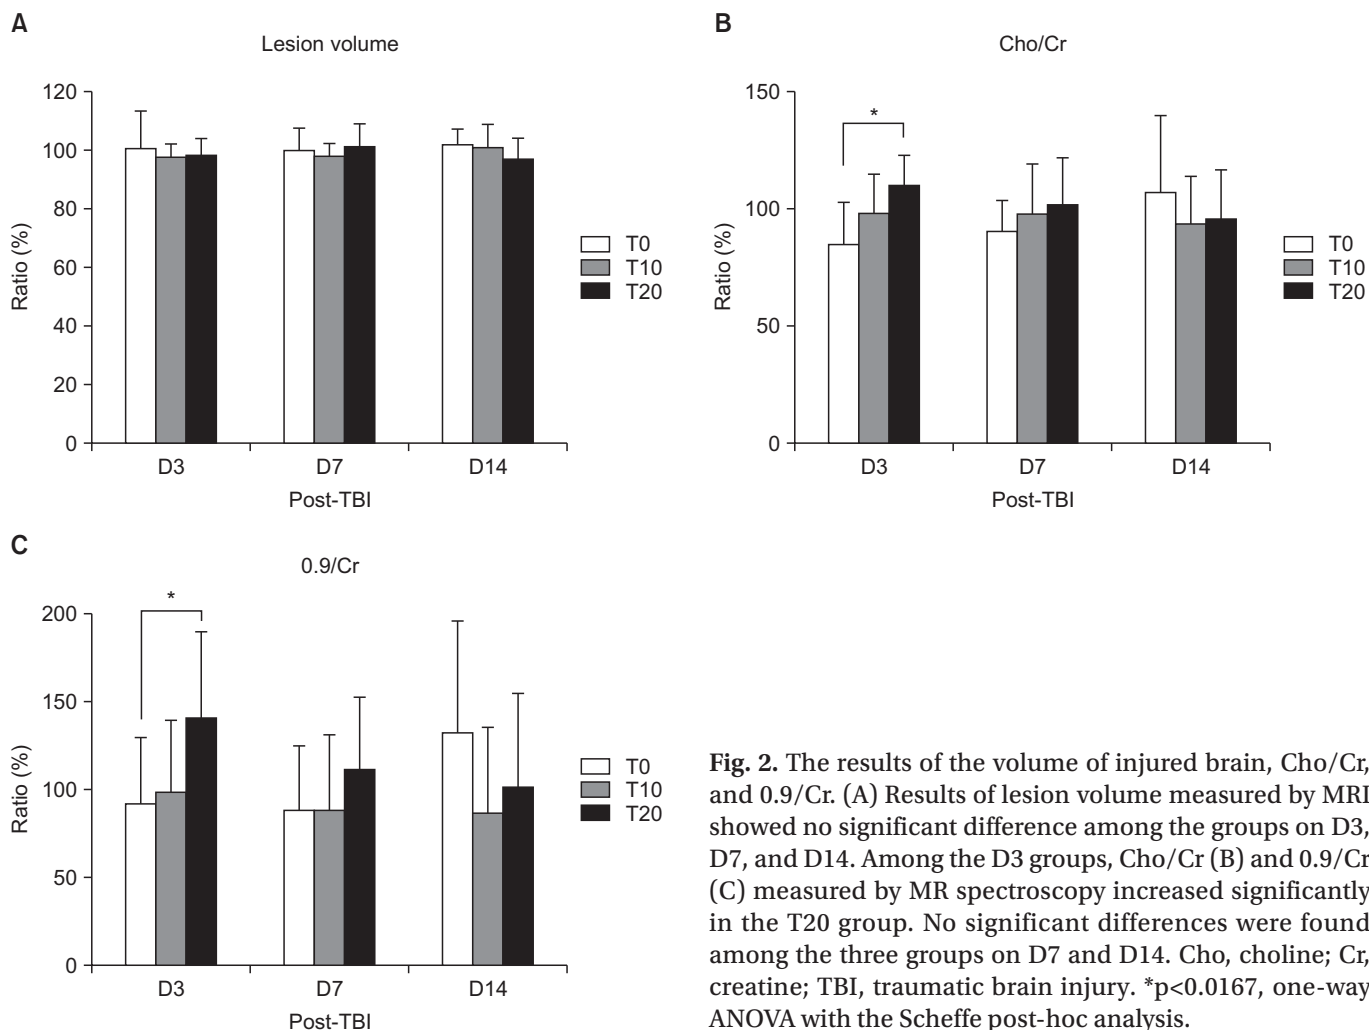 A
Lesion volume
120
100
80
60
40
20
0
Ratio (%)
D3 D7 D14
Post-TBI
T0
T10
T20
B
Cho/Cr
150
100
50
0
Ratio (%)
*
D3 D7 D14
Post-TBI
T0
T10
T20
C
0.9/Cr
200
150
100
50
0
Ratio (%)
*
D3 D7 D14
Post-TBI
T0
T10
T20
Fig. 2. The results of the volume of injured brain, Cho/Cr,
and 0.9/Cr. (A) Results of lesion volume measured by MRI
showed no significant difference among the groups on D3,
D7, and D14. Among the D3 groups, Cho/Cr (B) and 0.9/Cr
(C) measured by MR spectroscopy increased significantly
in the T20 group. No significant differences were found
among the three groups on D7 and D14. Cho, choline; Cr,
creatine; TBI, traumatic brain injury. *p<0.0167, one-way
ANOVA with the Scheffe post-hoc analysis.